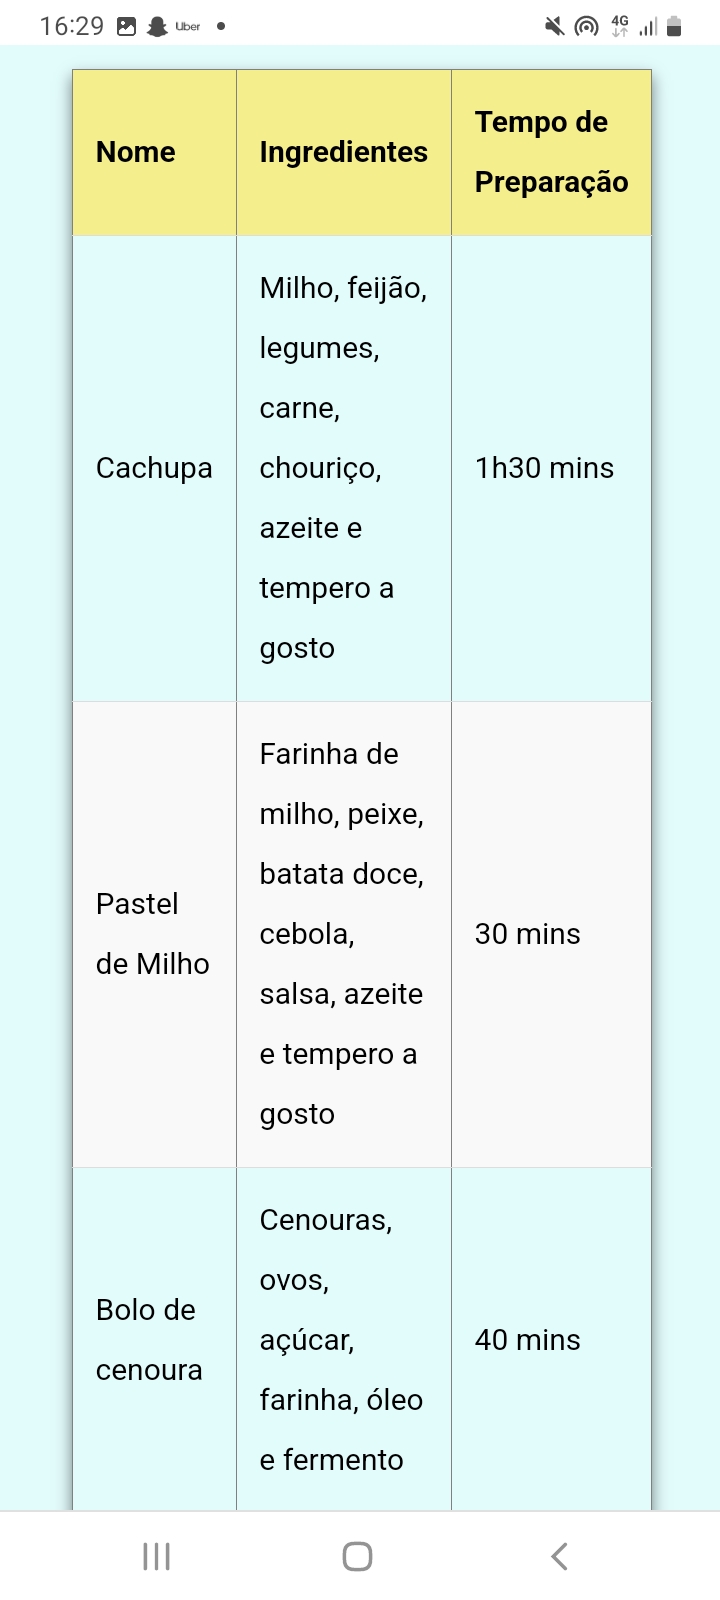 16:29 Uber 4G
Nome
Ingredientes
Tempo de
Preparação
Cachupa
Milho, feijão,
legumes,
carne,
chouriço,
azeite e
tempero a
gosto
1h30 mins
Pastel
de Milho
Farinha de
milho, peixe,
batata doce,
cebola,
salsa, azeite
e tempero a
gosto
30 mins
Bolo de
cenoura
Cenouras,
ovos,
açúcar,
farinha, óleo
e fermento
40 mins